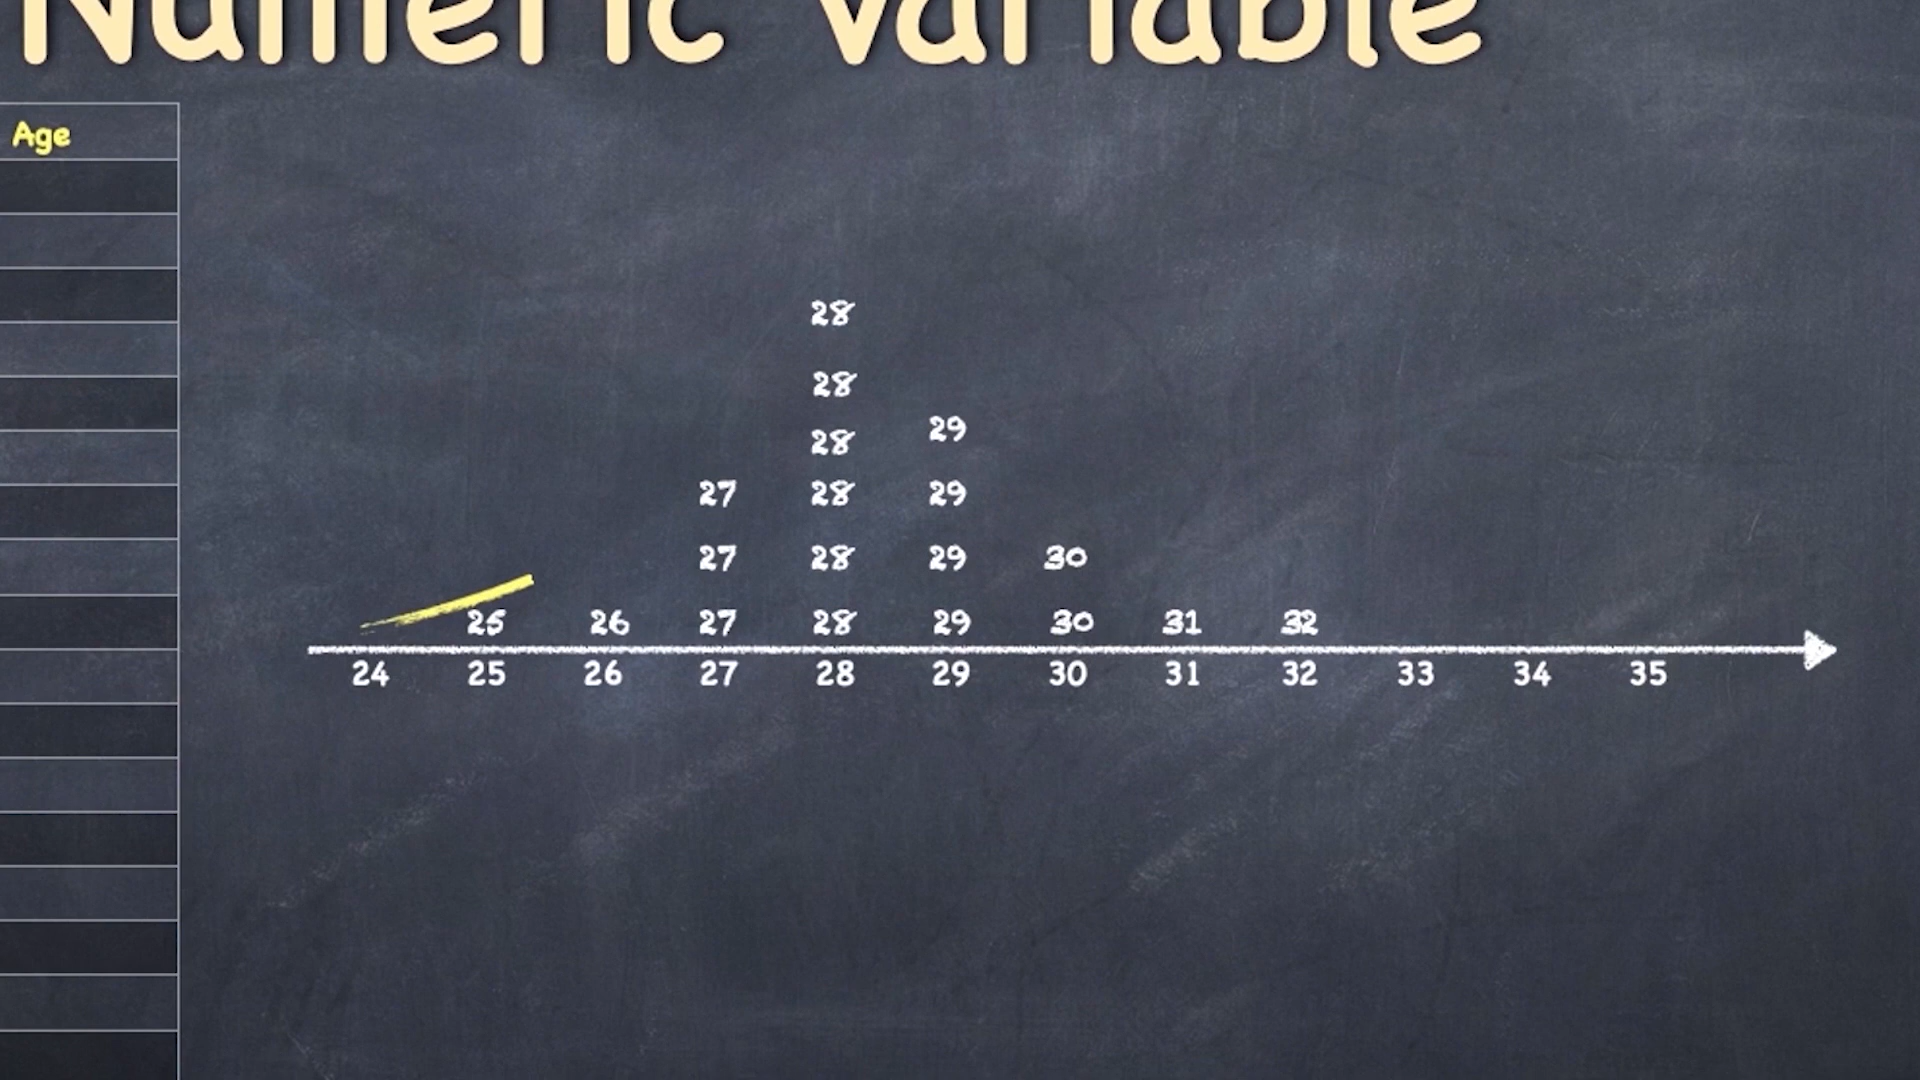 Numeric Variable
Age
28
28
28 29
27 28 29
27 28 29 30
25 26 27 28 29 30 31 32
24 25 26 27 28 29 30 31 32 33 34 35